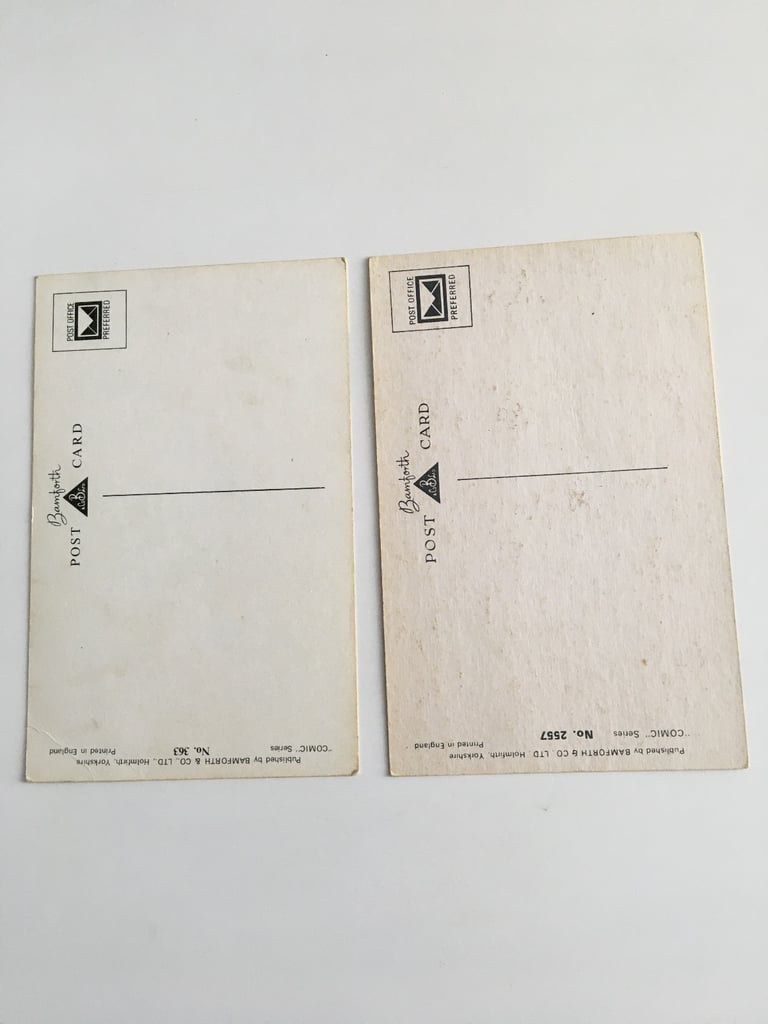 POST OFFICE
PREFERRED
Bamforth
POST CARD
"COMIC" Series No. 363 Printed in England
Published by BAMFORTH & CO., LTD., Holmfirth, Yorkshire
POST OFFICE
PREFERRED
Bamforth
POST CARD
"COMIC" Series No. 2557 Printed in England
Published by BAMFORTH & CO., LTD., Holmfirth, Yorkshire